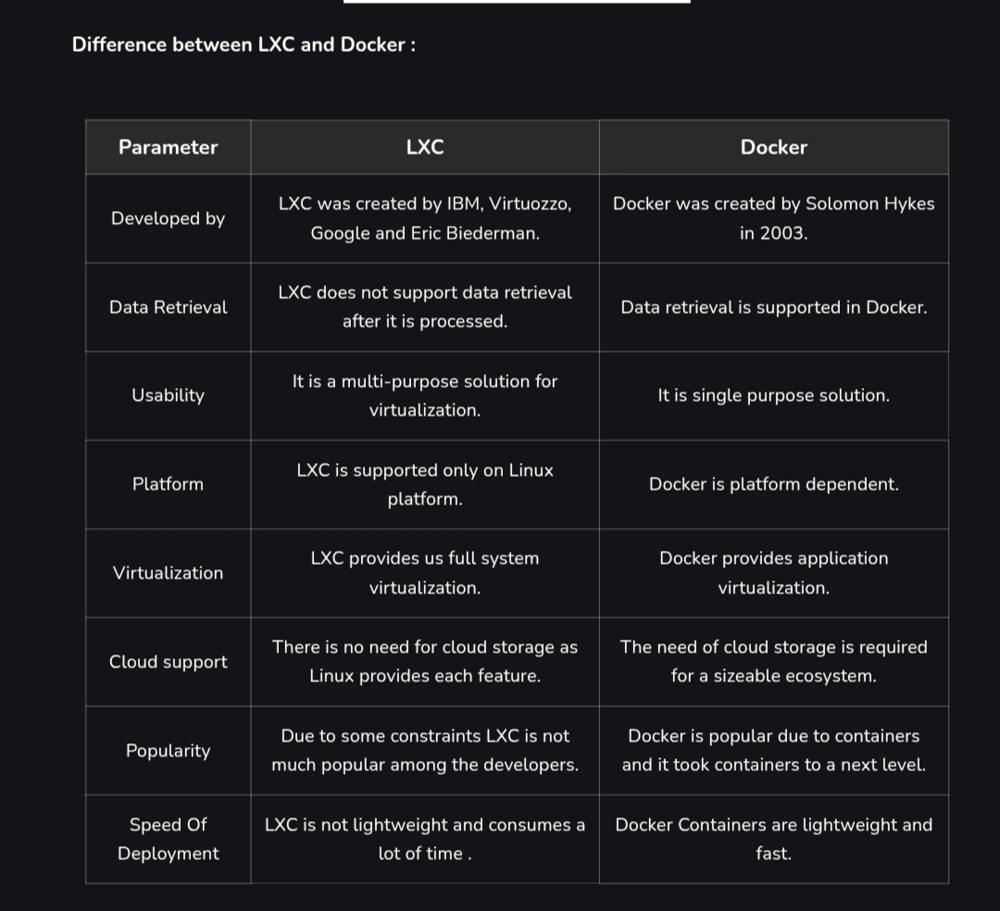 Difference between LXC and Docker :
Parameter
LXC
Docker
Developed by
LXC was created by IBM, Virtuozzo,
Google and Eric Biederman.
Docker was created by Solomon Hykes
in 2003.
Data Retrieval
LXC does not support data retrieval
after it is processed.
Data retrieval is supported in Docker.
Usability
It is a multi-purpose solution for
virtualization.
It is single purpose solution.
Platform
LXC is supported only on Linux
platform.
Docker is platform dependent.
Virtualization
LXC provides us full system
virtualization.
Docker provides application
virtualization.
Cloud support
There is no need for cloud storage as
Linux provides each feature.
The need of cloud storage is required
for a sizeable ecosystem.
Popularity
Due to some constraints LXC is not
much popular among the developers.
Docker is popular due to containers
and it took containers to a next level.
Speed Of
Deployment
LXC is not lightweight and consumes a
lot of time .
Docker Containers are lightweight and
fast.